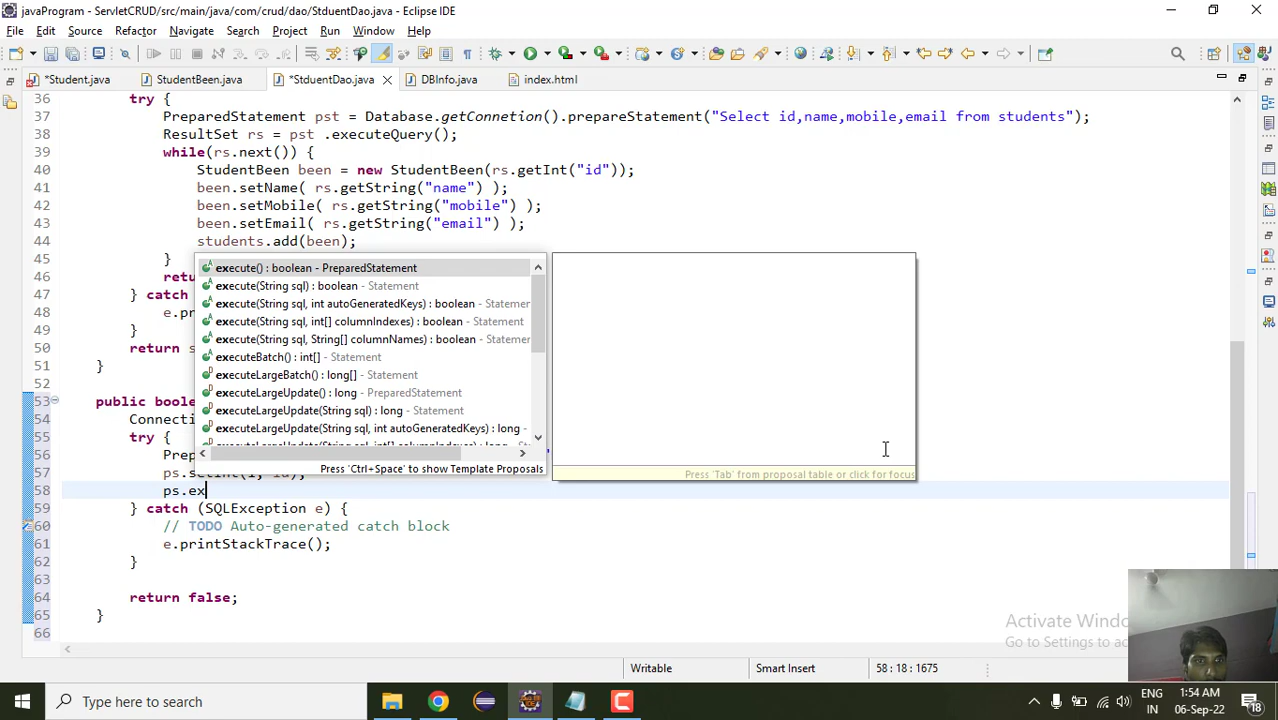 javaProgram - ServletCRUD/src/main/java/com/crud/dao/StduentDao.java - Eclipse IDE
File Edit Source Refactor Navigate Search Project Run Window Help
*Student.java StudentBeen.java *StduentDao.java DBInfo.java index.html
36 try {
37 PreparedStatement pst = Database.getConnetion().prepareStatement("Select id,name,mobile,email from students");
38 ResultSet rs = pst .executeQuery();
39 while(rs.next()) {
40 StudentBeen been = new StudentBeen(rs.getInt("id"));
41 been.setName( rs.getString("name") );
42 been.setMobile( rs.getString("mobile") );
43 been.setEmail( rs.getString("email") );
44 students.add(been);
45 }
46 retu
47 } catch
48 e.pr
49 }
50 return s
51 }
52
53 public boole
54 Connecti
55 try {
56 Prep
57 ps.setInt(1, id);
58 ps.ex
59 } catch (SQLException e) {
60 // TODO Auto-generated catch block
61 e.printStackTrace();
62 }
63
64 return false;
65 }
66
execute() : boolean - PreparedStatement
execute(String sql) : boolean - Statement
execute(String sql, int autoGeneratedKeys) : boolean - Statemer
execute(String sql, int[] columnIndexes) : boolean - Statement
execute(String sql, String[] columnNames) : boolean - Statemer
executeBatch() : int[] - Statement
executeLargeBatch() : long[] - Statement
executeLargeUpdate() : long - PreparedStatement
executeLargeUpdate(String sql) : long - Statement
executeLargeUpdate(String sql, int autoGeneratedKeys) : long -
Press 'Ctrl+Space' to show Template Proposals
Press 'Tab' from proposal table or click for focus
Activate Windo
Go to Settings to ac
Writable Smart Insert 58 : 18 : 1675
Type here to search
ENG
IN
1:54 AM
06-Sep-22
18